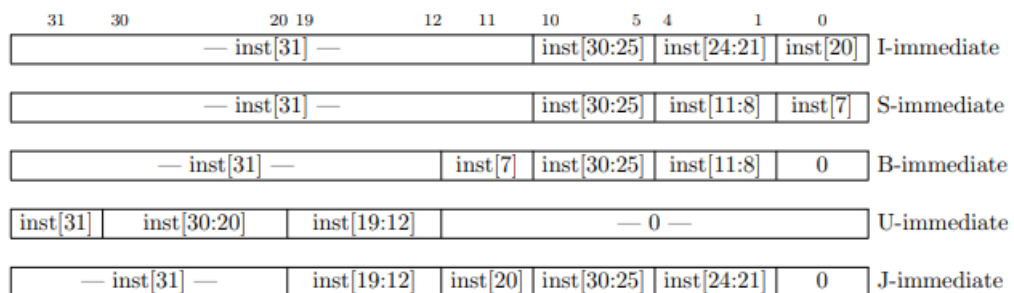 31 30 20 19 12 11 10 5 4 1 0
— inst[31] — inst[30:25] inst[24:21] inst[20] I-immediate
— inst[31] — inst[30:25] inst[11:8] inst[7] S-immediate
— inst[31] — inst[7] inst[30:25] inst[11:8] 0 B-immediate
inst[31] inst[30:20] inst[19:12] — 0 — U-immediate
— inst[31] — inst[19:12] inst[20] inst[30:25] inst[24:21] 0 J-immediate